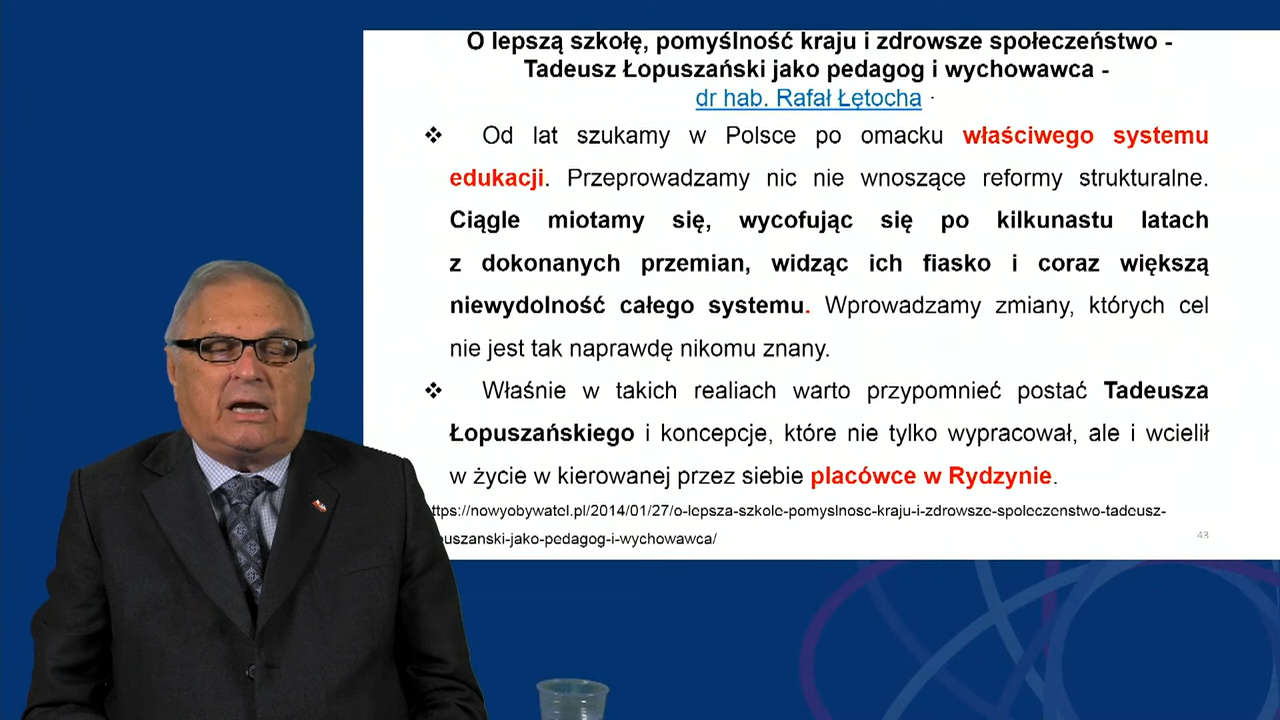 O lepszą szkołę, pomyślność kraju i zdrowsze społeczeństwo -
Tadeusz Łopuszański jako pedagog i wychowawca -
dr hab. Rafał Łętocha ·
❖ Od lat szukamy w Polsce po omacku właściwego systemu
edukacji. Przeprowadzamy nic nie wnoszące reformy strukturalne.
Ciągle miotamy się, wycofując się po kilkunastu latach
z dokonanych przemian, widząc ich fiasko i coraz większą
niewydolność całego systemu. Wprowadzamy zmiany, których cel
nie jest tak naprawdę nikomu znany.
❖ Właśnie w takich realiach warto przypomnieć postać Tadeusza
Łopuszańskiego i koncepcje, które nie tylko wypracował, ale i wcielił
w życie w kierowanej przez siebie placówce w Rydzynie.
ttps://nowyobywatel.pl/2014/01/27/o-lepsza-szkole-pomyslnosc-kraju-i-zdrowsze-spoleczenstwo-tadeusz-
puszanski-jako-pedagog-i-wychowawca/
43